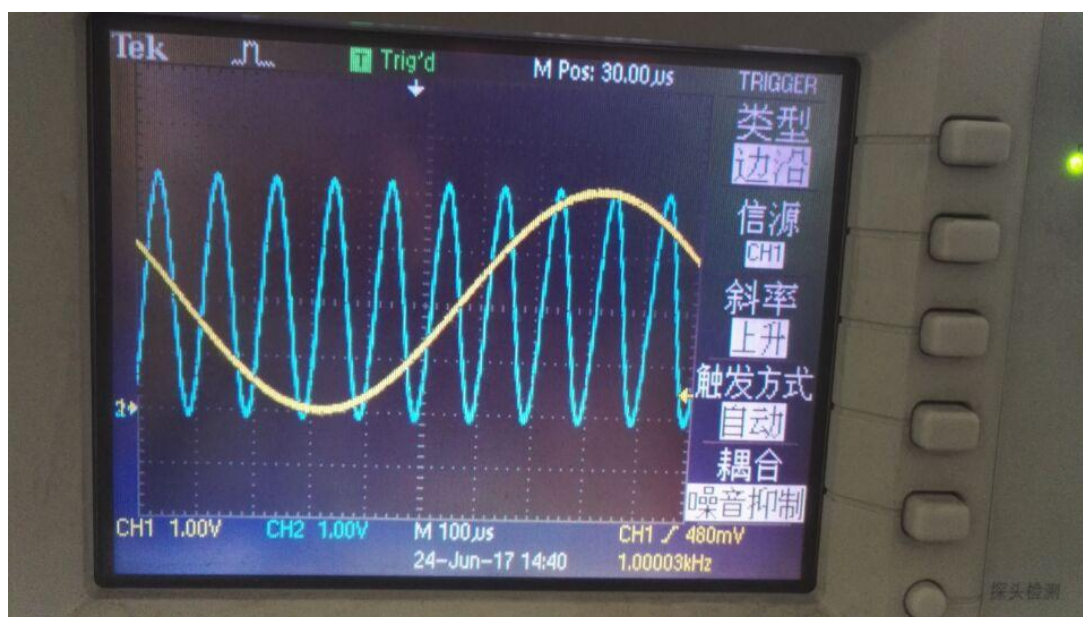 Tek
T Trig'd
M Pos: 30.00µs
TRIGGER
类型
边沿
信源
CH1
斜率
上升
触发方式
自动
耦合
噪音抑制
CH1 1.00V
CH2 1.00V
M 100µs
CH1 480mV
24-Jun-17 14:40
1.00003kHz
探头检测